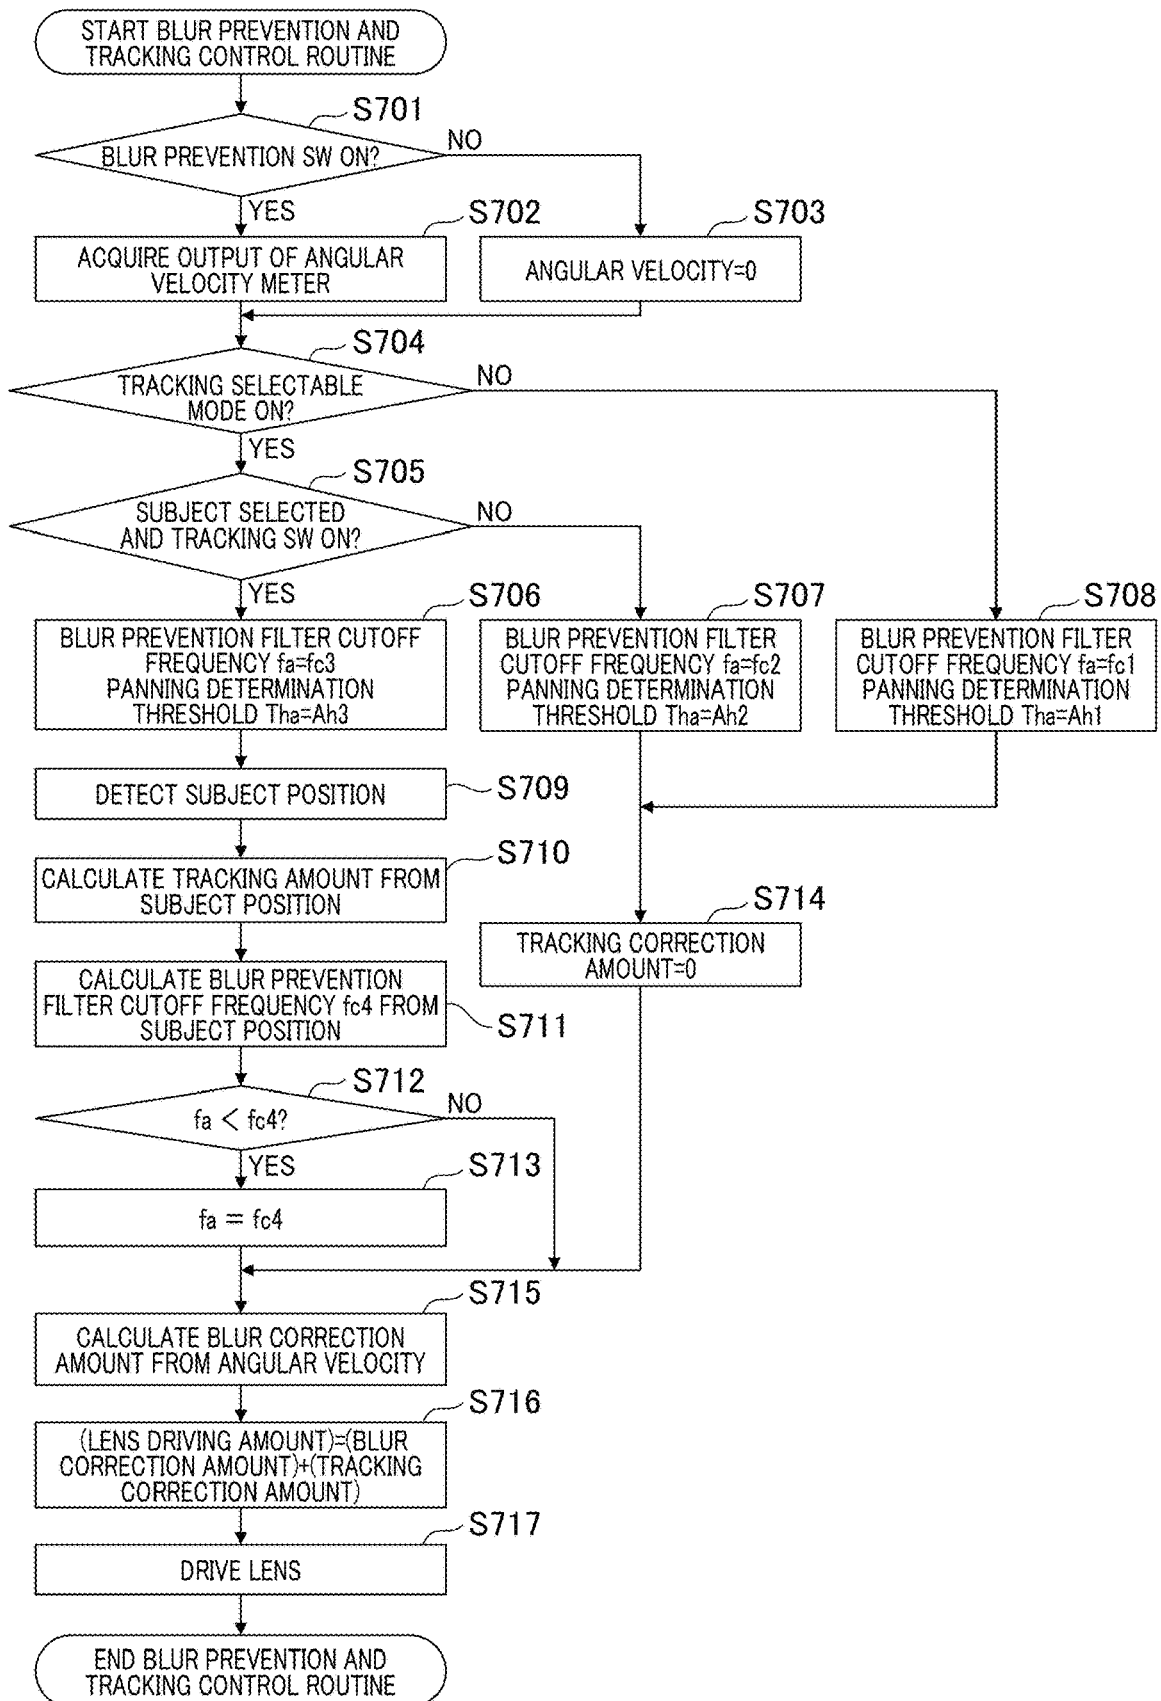 START BLUR PREVENTION AND
TRACKING CONTROL ROUTINE
S701
BLUR PREVENTION SW ON?
NO
YES
S702
ACQUIRE OUTPUT OF ANGULAR
VELOCITY METER
S703
ANGULAR VELOCITY=0
S704
TRACKING SELECTABLE
MODE ON?
NO
YES
S705
SUBJECT SELECTED
AND TRACKING SW ON?
NO
YES
S706
BLUR PREVENTION FILTER CUTOFF
FREQUENCY fa=fc3
PANNING DETERMINATION
THRESHOLD Tha=Ah3
S707
BLUR PREVENTION FILTER
CUTOFF FREQUENCY fa=fc2
PANNING DETERMINATION
THRESHOLD Tha=Ah2
S708
BLUR PREVENTION FILTER
CUTOFF FREQUENCY fa=fc1
PANNING DETERMINATION
THRESHOLD Tha=Ah1
DETECT SUBJECT POSITION
S709
S710
CALCULATE TRACKING AMOUNT FROM
SUBJECT POSITION
S714
TRACKING CORRECTION
AMOUNT=0
CALCULATE BLUR PREVENTION
FILTER CUTOFF FREQUENCY fc4 FROM
SUBJECT POSITION
S711
S712
fa < fc4?
NO
YES
S713
fa = fc4
S715
CALCULATE BLUR CORRECTION
AMOUNT FROM ANGULAR VELOCITY
S716
(LENS DRIVING AMOUNT)=(BLUR
CORRECTION AMOUNT)+(TRACKING
CORRECTION AMOUNT)
S717
DRIVE LENS
END BLUR PREVENTION AND
TRACKING CONTROL ROUTINE